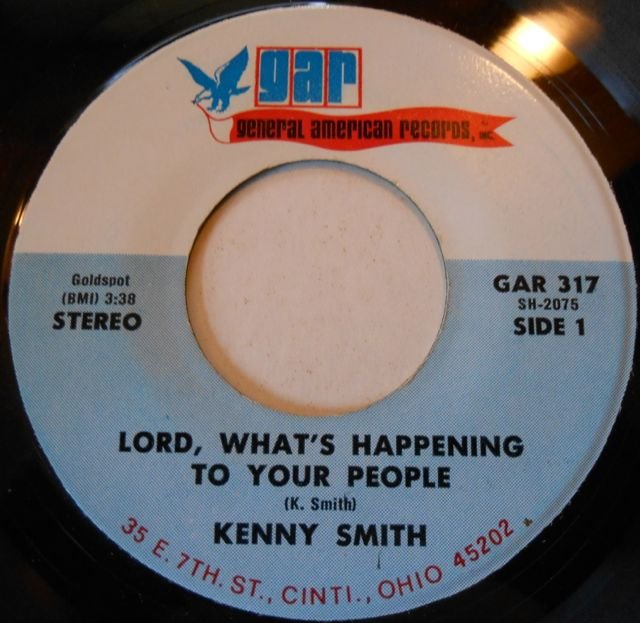 gar
general american records, INC.
Goldspot
(BMI) 3:38
STEREO
GAR 317
SH-2075
SIDE 1
LORD, WHAT'S HAPPENING
TO YOUR PEOPLE
(K. Smith)
KENNY SMITH
35 E. 7TH. ST., CINTI., OHIO 45202